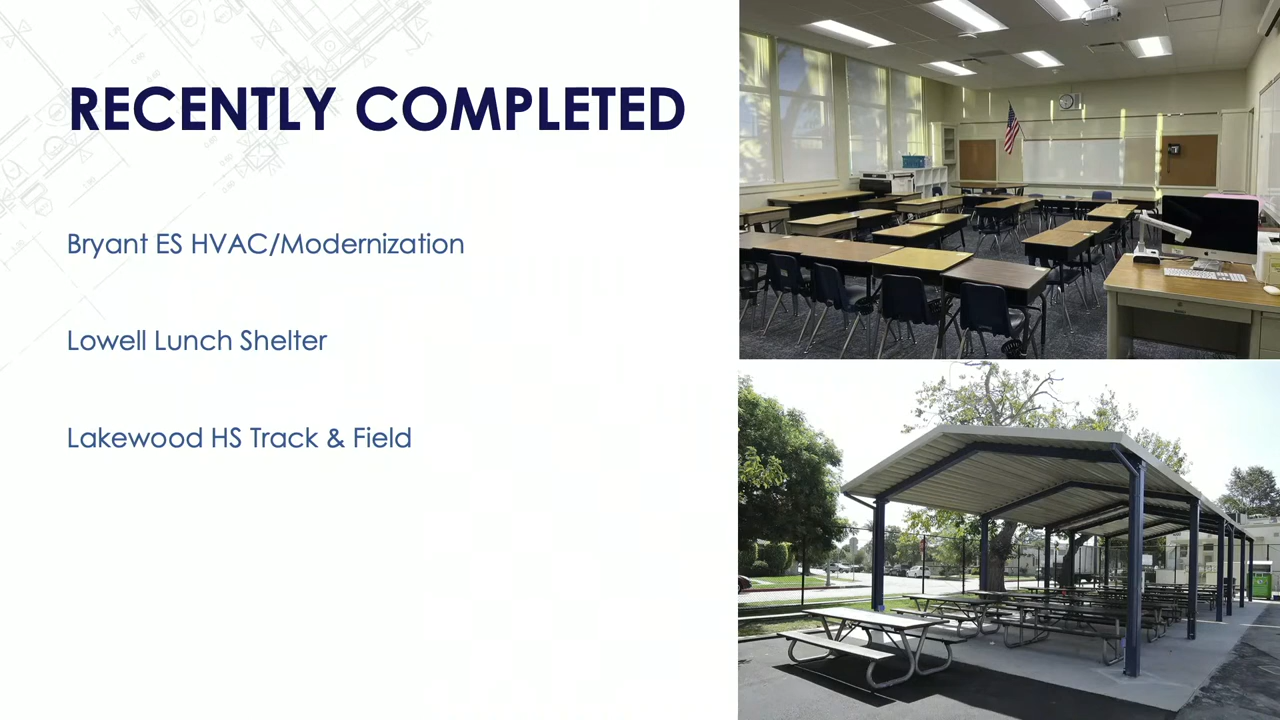 RECENTLY COMPLETED
Bryant ES HVAC/Modernization
Lowell Lunch Shelter
Lakewood HS Track & Field